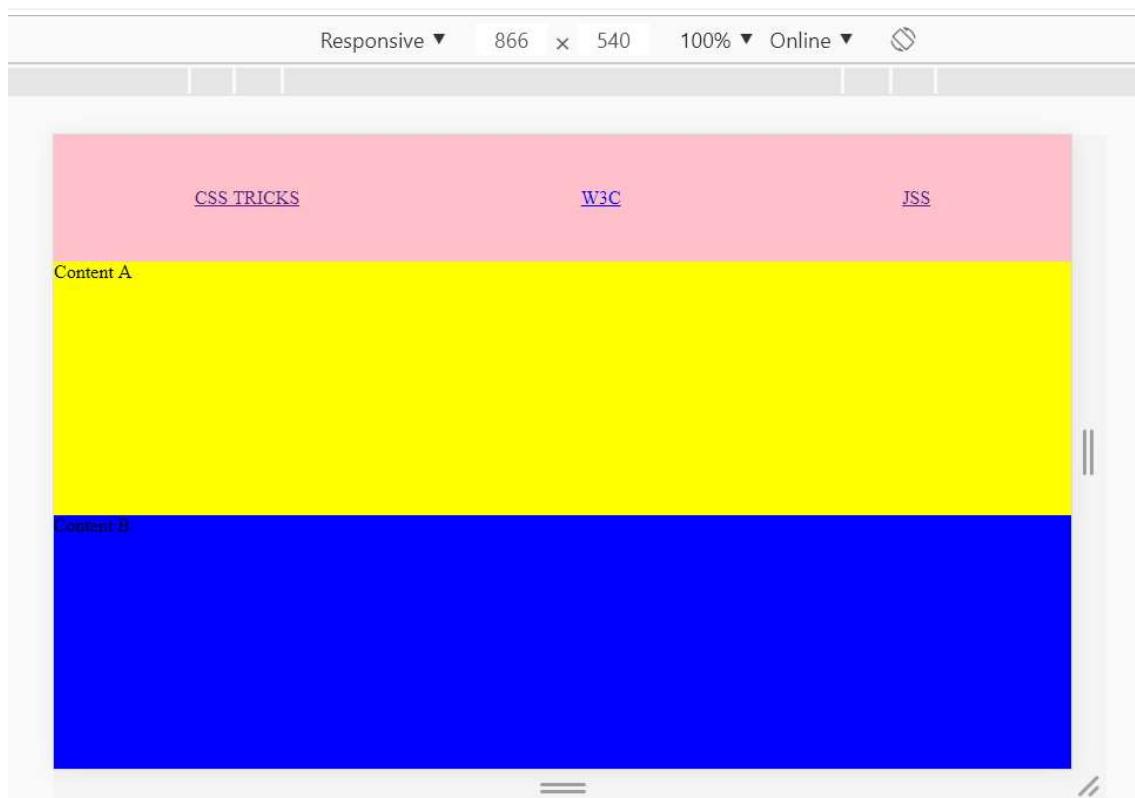 Responsive ▼ 866 × 540 100% ▼ Online ▼
CSS TRICKS W3C JSS
Content A
Content B